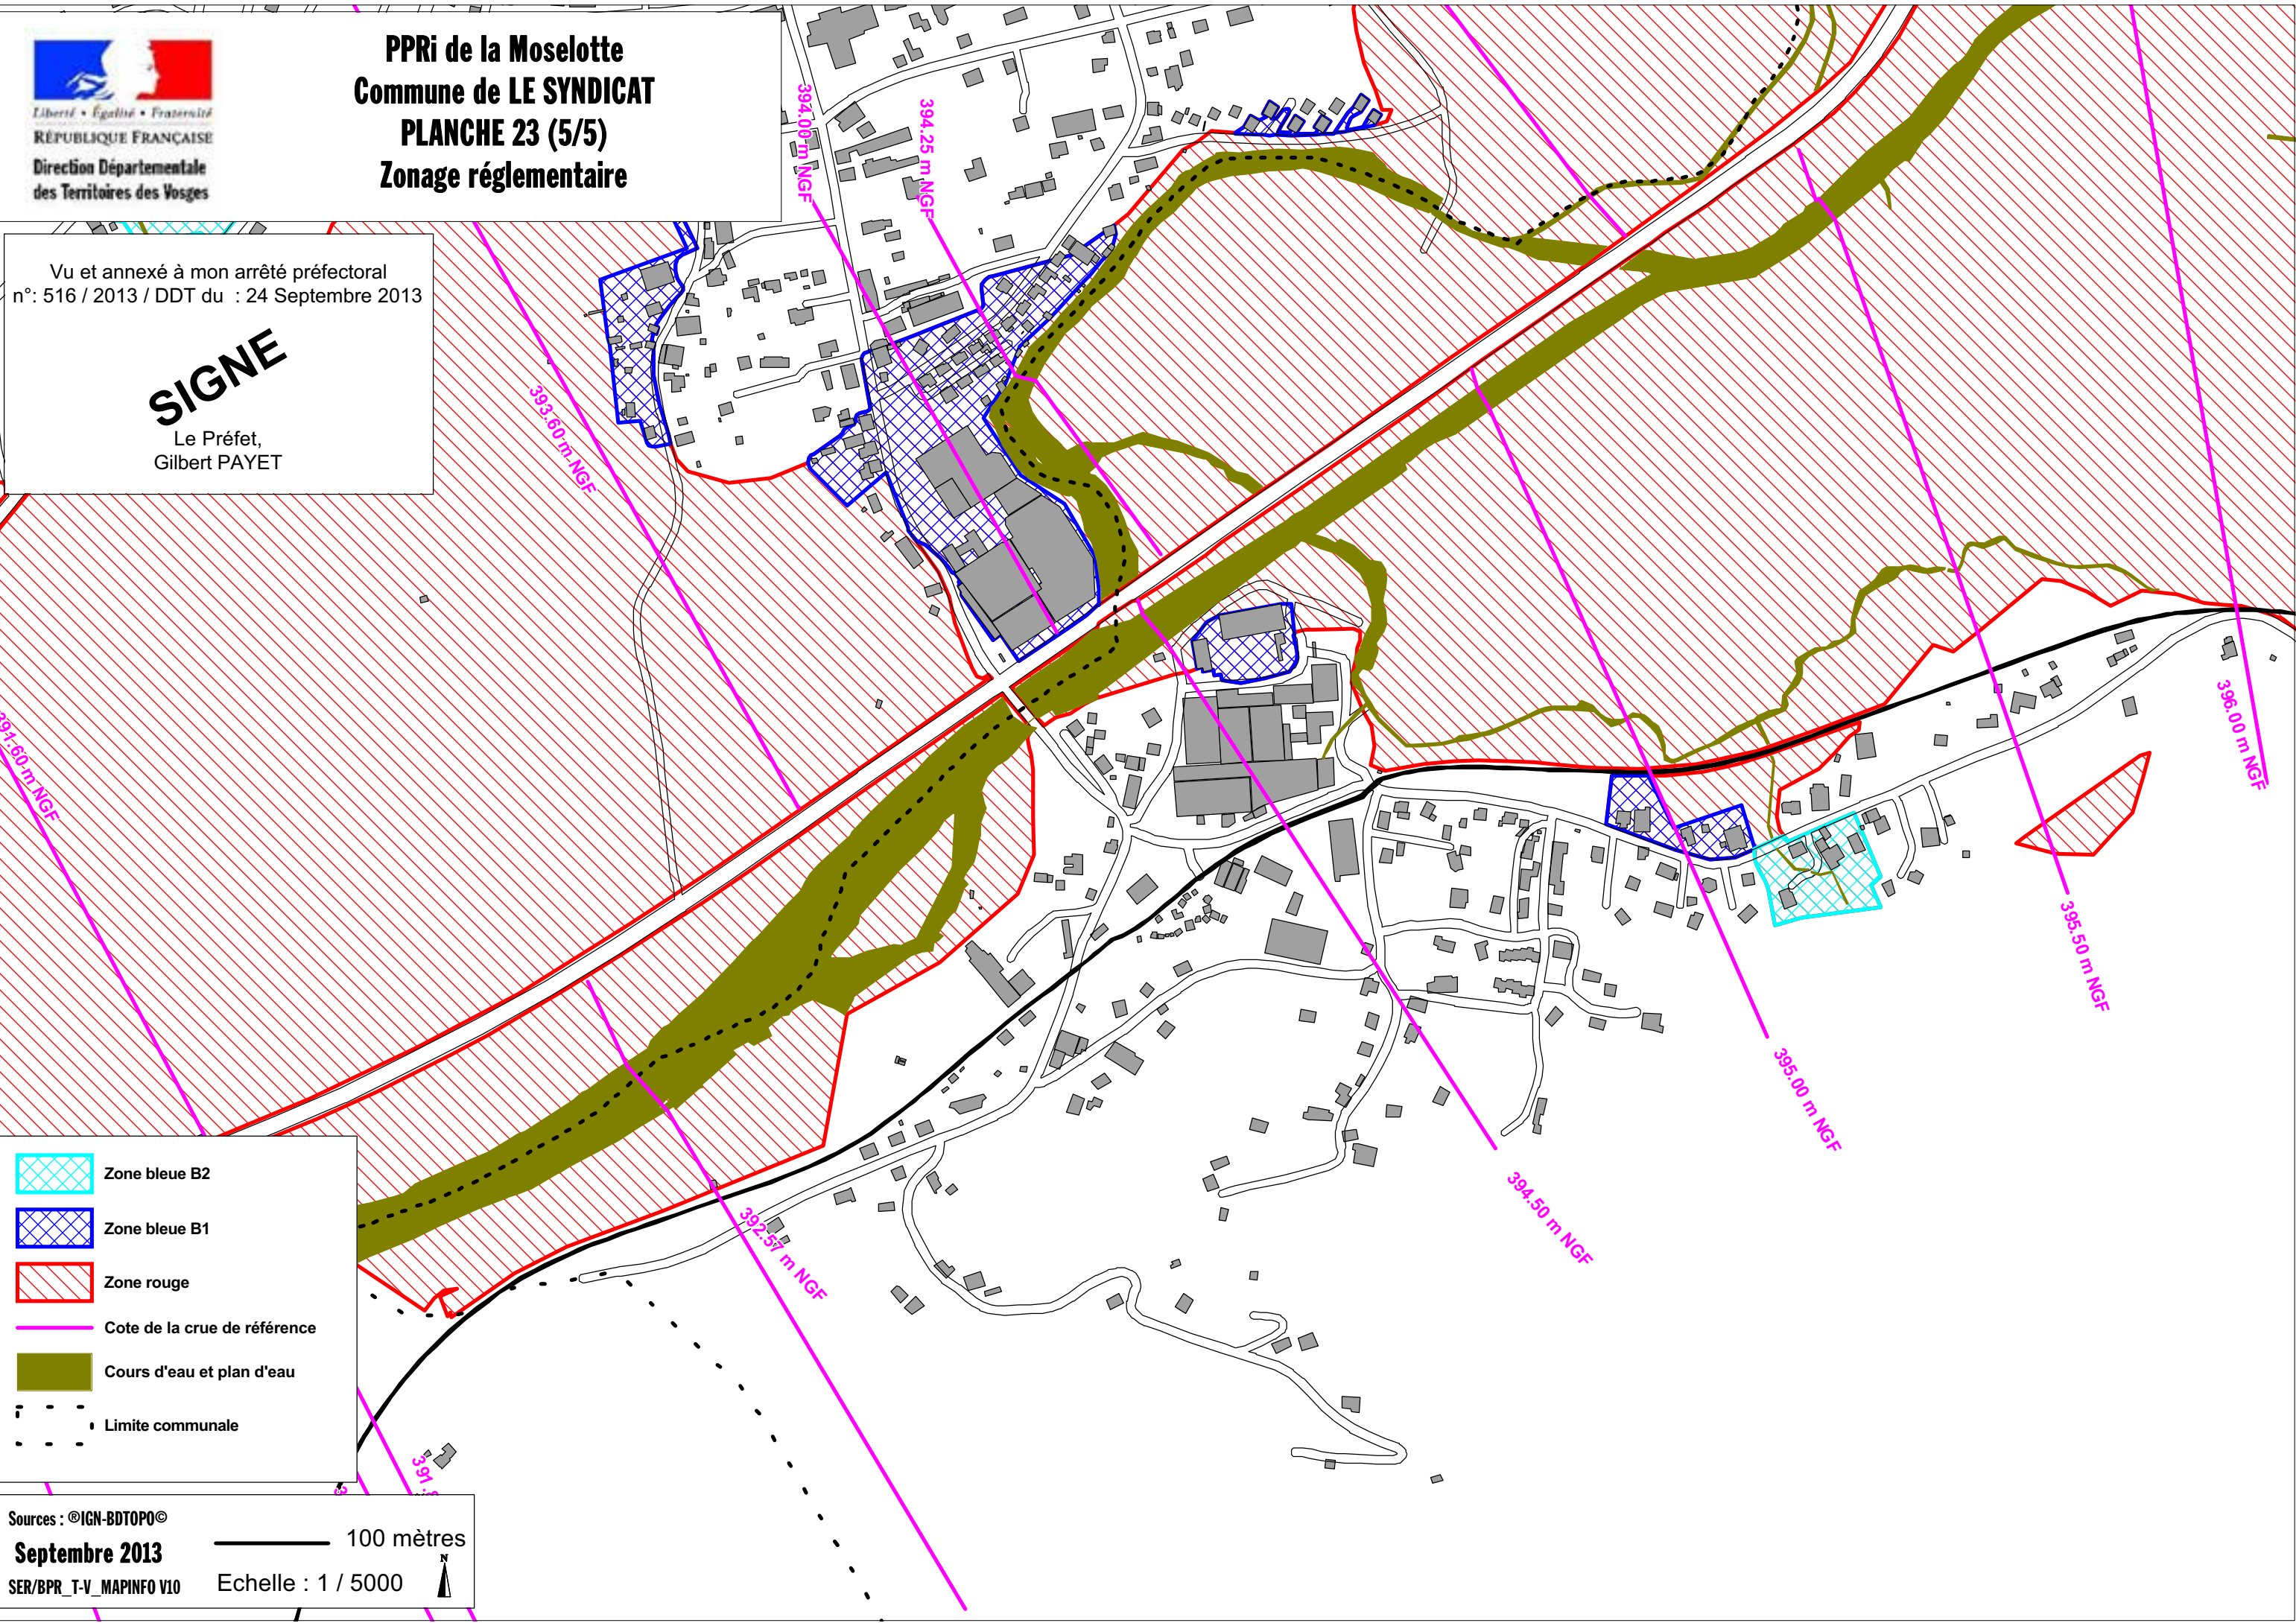 Liberté • Égalité • Fraternité
RÉPUBLIQUE FRANÇAISE
Direction Départementale
des Territoires des Vosges
PPRi de la Moselotte
Commune de LE SYNDICAT
PLANCHE 23 (5/5)
Zonage réglementaire
Vu et annexé à mon arrêté préfectoral
n°: 516 / 2013 / DDT du : 24 Septembre 2013
SIGNE
Le Préfet,
Gilbert PAYET
394.00 m NGF
394.25 m NGF
393.60 m NGF
391.60 m NGF
396.00 m NGF
395.50 m NGF
395.00 m NGF
394.50 m NGF
392.57 m NGF
Zone bleue B2
Zone bleue B1
Zone rouge
Cote de la crue de référence
Cours d'eau et plan d'eau
Limite communale
Sources : ®IGN-BDTOPO©
Septembre 2013
SER/BPR_T-V_MAPINFO V10
100 mètres
Echelle : 1 / 5000
N